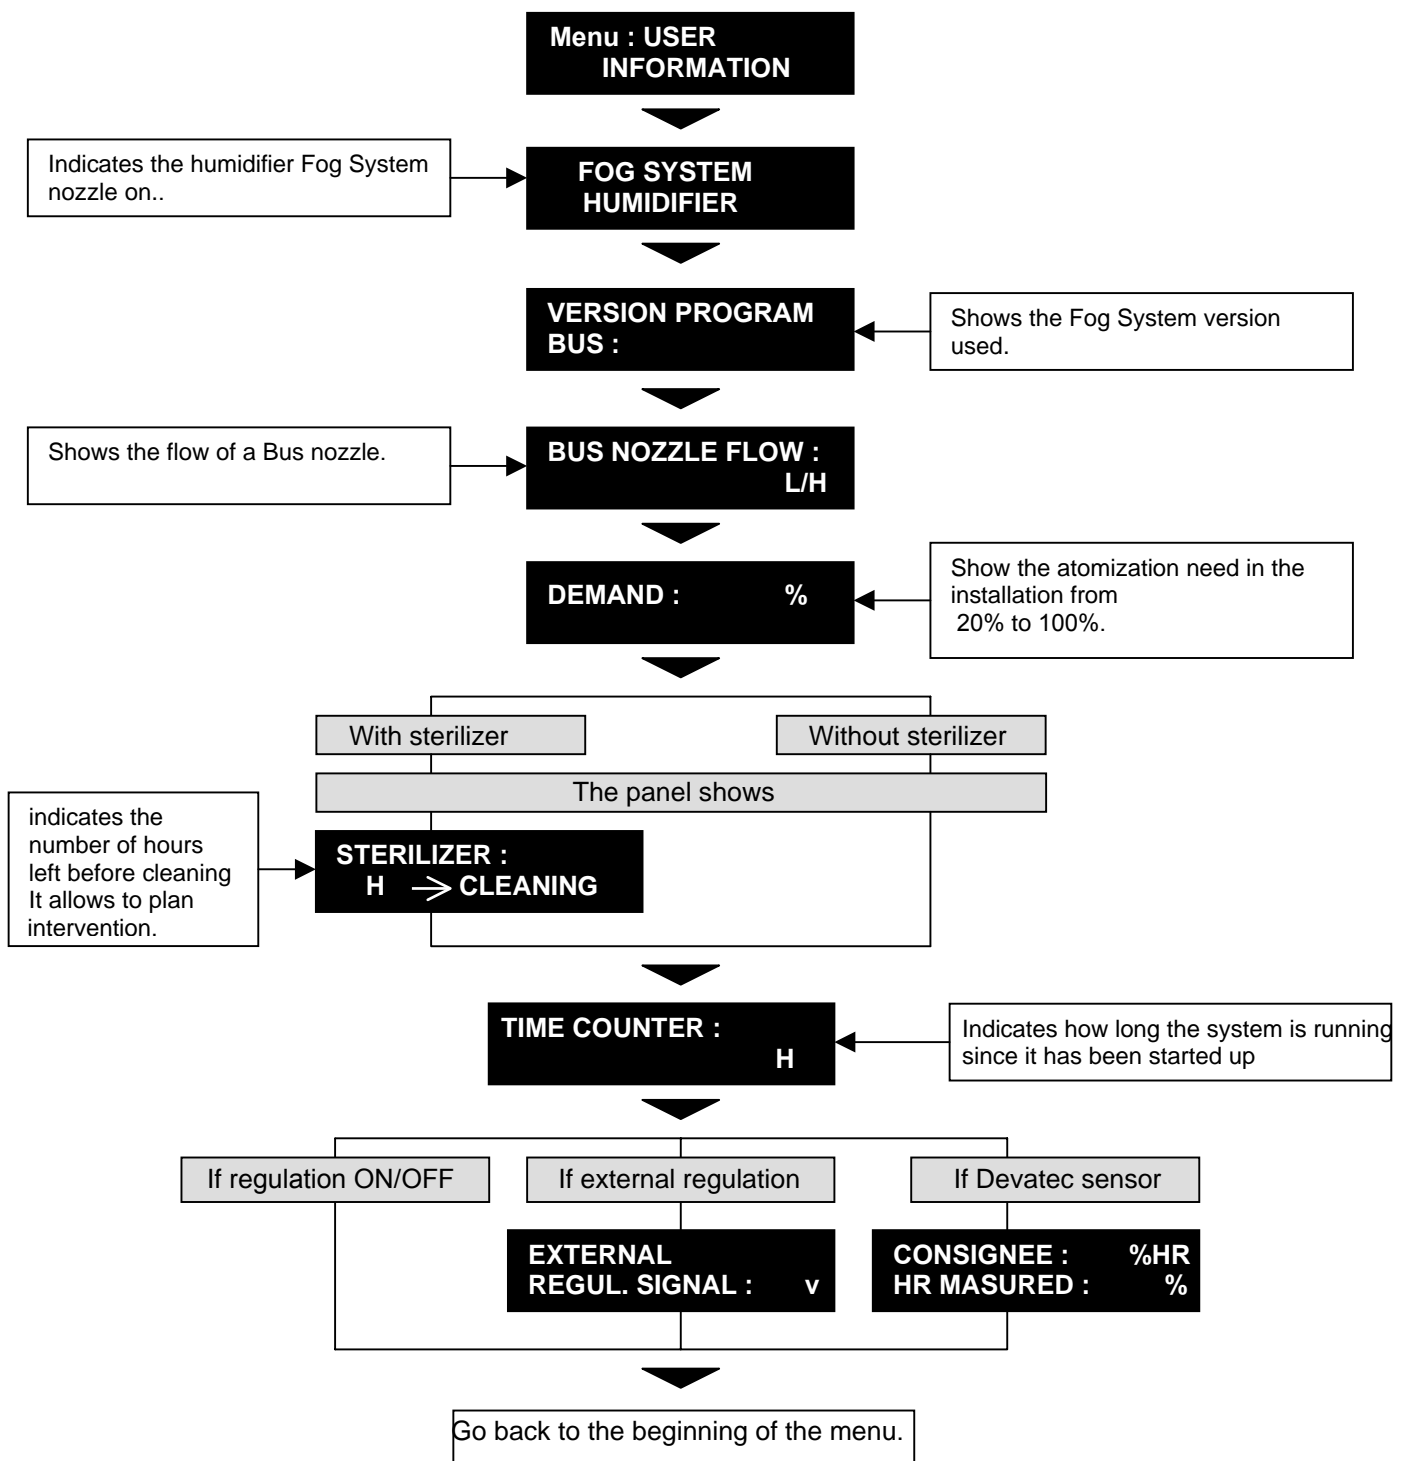 Menu : USER
INFORMATION
Indicates the humidifier Fog System
nozzle on..
FOG SYSTEM
HUMIDIFIER
VERSION PROGRAM
BUS :
Shows the Fog System version
used.
Shows the flow of a Bus nozzle.
BUS NOZZLE FLOW :
L/H
DEMAND : %
Show the atomization need in the
installation from
20% to 100%.
With sterilizer
Without sterilizer
The panel shows
indicates the
number of hours
left before cleaning
It allows to plan
intervention.
STERILIZER :
H → CLEANING
TIME COUNTER :
H
Indicates how long the system is running
since it has been started up
If regulation ON/OFF
If external regulation
If Devatec sensor
EXTERNAL
REGUL. SIGNAL : v
CONSIGNEE : %HR
HR MASURED : %
Go back to the beginning of the menu.